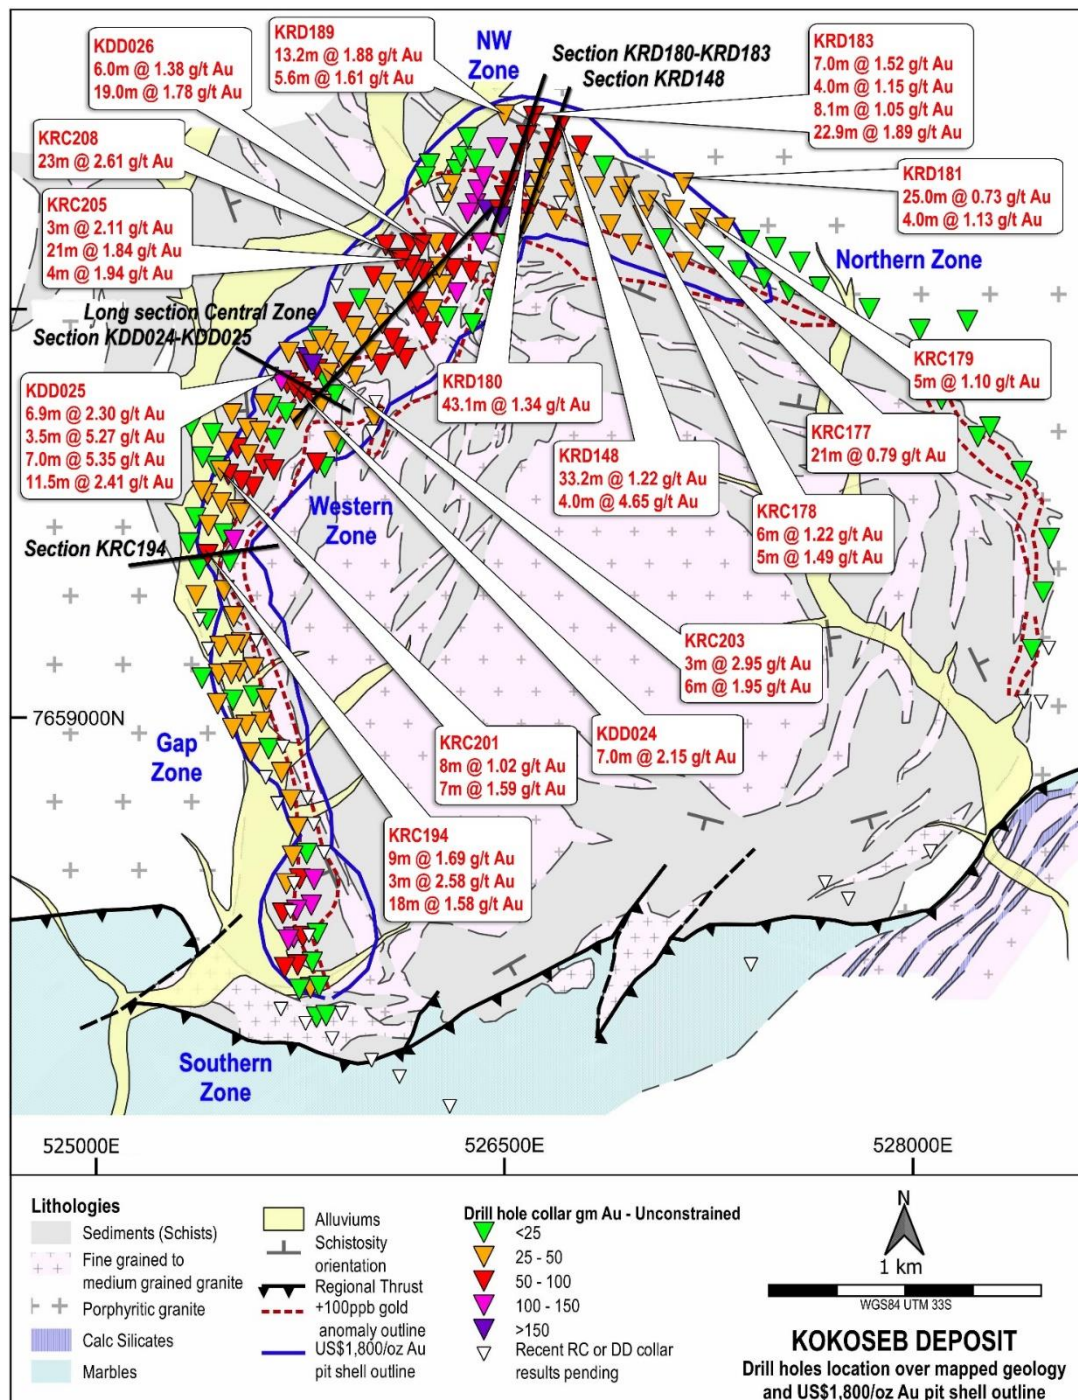 KDD026
6.0m @ 1.38 g/t Au
19.0m @ 1.78 g/t Au
KRD189
13.2m @ 1.88 g/t Au
5.6m @ 1.61 g/t Au
NW
Zone
Section KRD180-KRD183
Section KRD148
KRD183
7.0m @ 1.52 g/t Au
4.0m @ 1.15 g/t Au
8.1m @ 1.05 g/t Au
22.9m @ 1.89 g/t Au
KRC208
23m @ 2.61 g/t Au
KRD181
25.0m @ 0.73 g/t Au
4.0m @ 1.13 g/t Au
KRC205
3m @ 2.11 g/t Au
21m @ 1.84 g/t Au
4m @ 1.94 g/t Au
Northern Zone
Long section Central Zone
Section KDD024-KDD025
KRC179
5m @ 1.10 g/t Au
KDD025
6.9m @ 2.30 g/t Au
3.5m @ 5.27 g/t Au
7.0m @ 5.35 g/t Au
11.5m @ 2.41 g/t Au
KRD180
43.1m @ 1.34 g/t Au
KRC177
21m @ 0.79 g/t Au
KRD148
33.2m @ 1.22 g/t Au
4.0m @ 4.65 g/t Au
Western
Zone
KRC178
6m @ 1.22 g/t Au
5m @ 1.49 g/t Au
Section KRC194
KRC203
3m @ 2.95 g/t Au
6m @ 1.95 g/t Au
7659000N
Gap
Zone
KDD024
7.0m @ 2.15 g/t Au
KRC201
8m @ 1.02 g/t Au
7m @ 1.59 g/t Au
KRC194
9m @ 1.69 g/t Au
3m @ 2.58 g/t Au
18m @ 1.58 g/t Au
Southern
Zone
525000E
526500E
528000E
Lithologies
Sediments (Schists)
Fine grained to
medium grained granite
Porphyritic granite
Calc Silicates
Marbles
Alluviums
Schistosity
orientation
Regional Thrust
+100ppb gold
anomaly outline
US$1,800/oz Au
pit shell outline
Drill hole collar gm Au - Unconstrained
<25
25 - 50
50 - 100
100 - 150
>150
Recent RC or DD collar
results pending
N
1 km
WGS84 UTM 33S
KOKOSEB DEPOSIT
Drill holes location over mapped geology
and US$1,800/oz Au pit shell outline